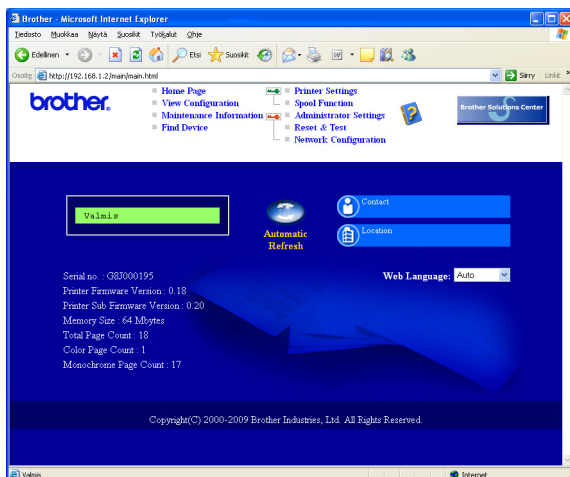 Brother - Microsoft Internet Explorer
Tiedosto Muokkaa Näytä Suosikit Työkalut Ohje
Edellinen Etsi Suosikit
Osoite http://192.168.1.2/main/main.html Siirry Linkit »
brother.
Home Page
View Configuration
Maintenance Information
Find Device
Printer Settings
Spool Function
Administrator Settings
Reset & Test
Network Configuration
Brother Solutions Center
Valmis
Automatic
Refresh
Contact
Location
Serial no. : G8J000195
Printer Firmware Version : 0.18
Printer Sub Firmware Version : 0.20
Memory Size : 64 Mbytes
Total Page Count : 18
Color Page Count : 1
Monochrome Page Count : 17
Web Language: Auto
Copyright(C) 2000-2009 Brother Industries, Ltd. All Rights Reserved.
Valmis Internet